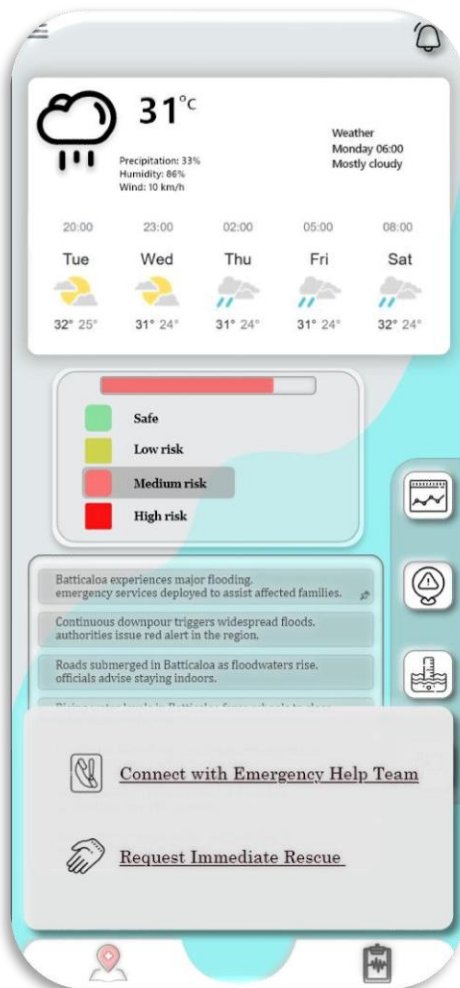 31°C
Precipitation: 33%
Humidity: 86%
Wind: 10 km/h
Weather
Monday 06:00
Mostly cloudy
20:00 23:00 02:00 05:00 08:00
Tue Wed Thu Fri Sat
32° 25° 31° 24° 31° 24° 31° 24° 32° 24°
Safe
Low risk
Medium risk
High risk
Batticaloa experiences major flooding.
emergency services deployed to assist affected families.
Continuous downpour triggers widespread floods.
authorities issue red alert in the region.
Roads submerged in Batticaloa as floodwaters rise.
officials advise staying indoors.
Connect with Emergency Help Team
Request Immediate Rescue